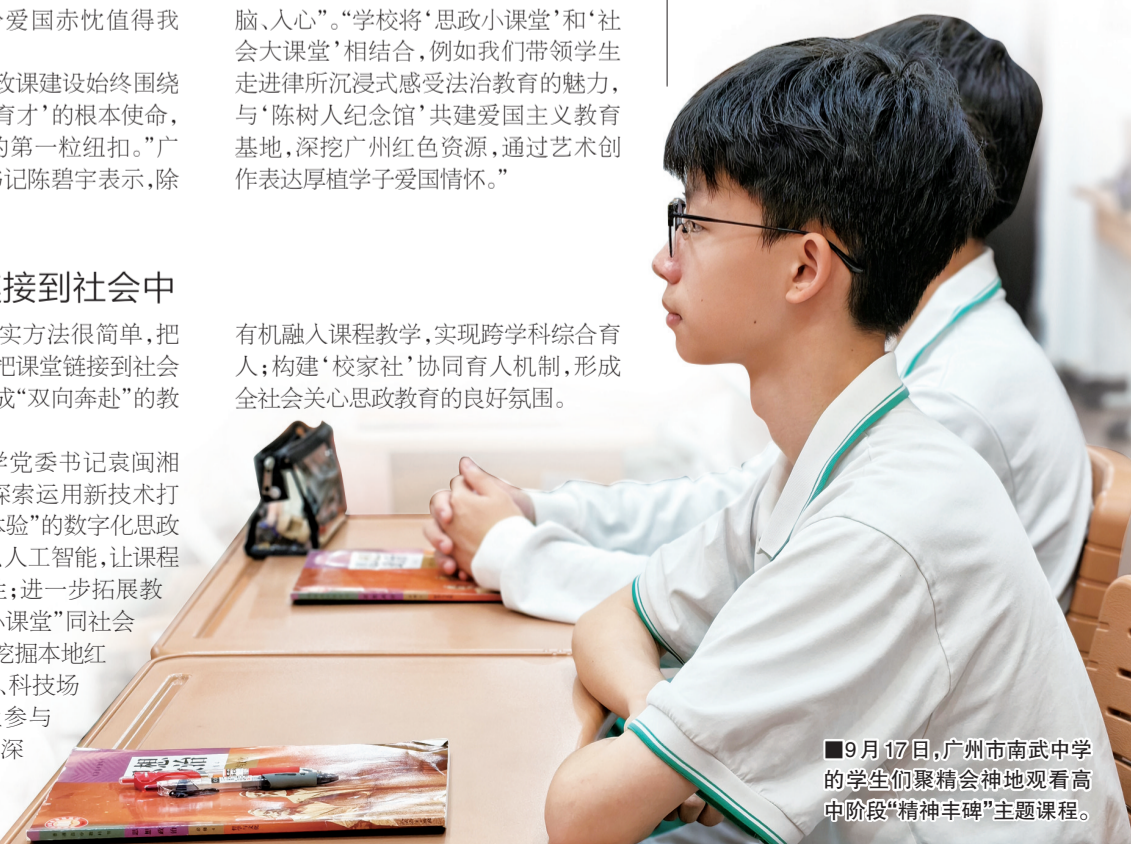 爱国赤忱值得我
政课建设始终围绕
育才’的根本使命，
的第一粒纽扣。”广
书记陈碧宇表示，除
脑、入心”。“学校将‘思政小课堂’和‘社
会大课堂’相结合，例如我们带领学生
走进律所沉浸式感受法治教育的魅力，
与‘陈树人纪念馆’共建爱国主义教育
基地，深挖广州红色资源，通过艺术创
作表达厚植学子爱国情怀。”
接到社会中
实方法很简单，把
把课堂链接到社会
成“双向奔赴”的教
学党委书记袁闽湘
探索运用新技术打
体验”的数字化思政
人工智能，让课程
生；进一步拓展教
小课堂”同社会
挖掘本地红
、科技场
参与
深
有机融入课程教学，实现跨学科综合育
人；构建‘校家社’协同育人机制，形成
全社会关心思政教育的良好氛围。
■9月17日，广州市南武中学
的学生们聚精会神地观看高
中阶段“精神丰碑”主题课程。